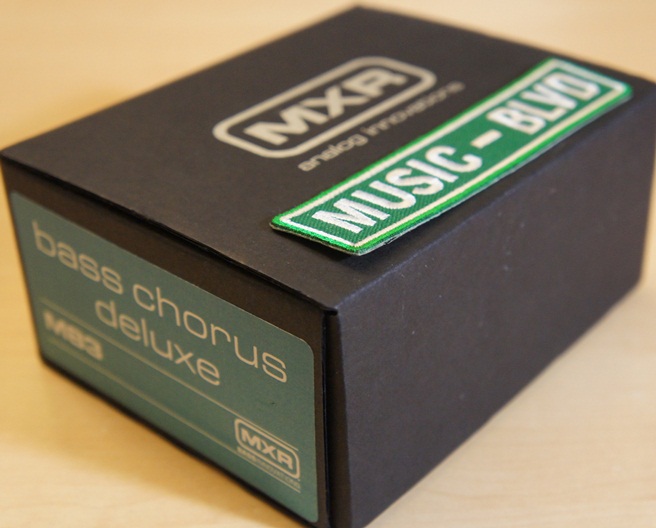 MXR
analog innovations
MUSIC - BLVD
bass chorus
deluxe
M83
MXR